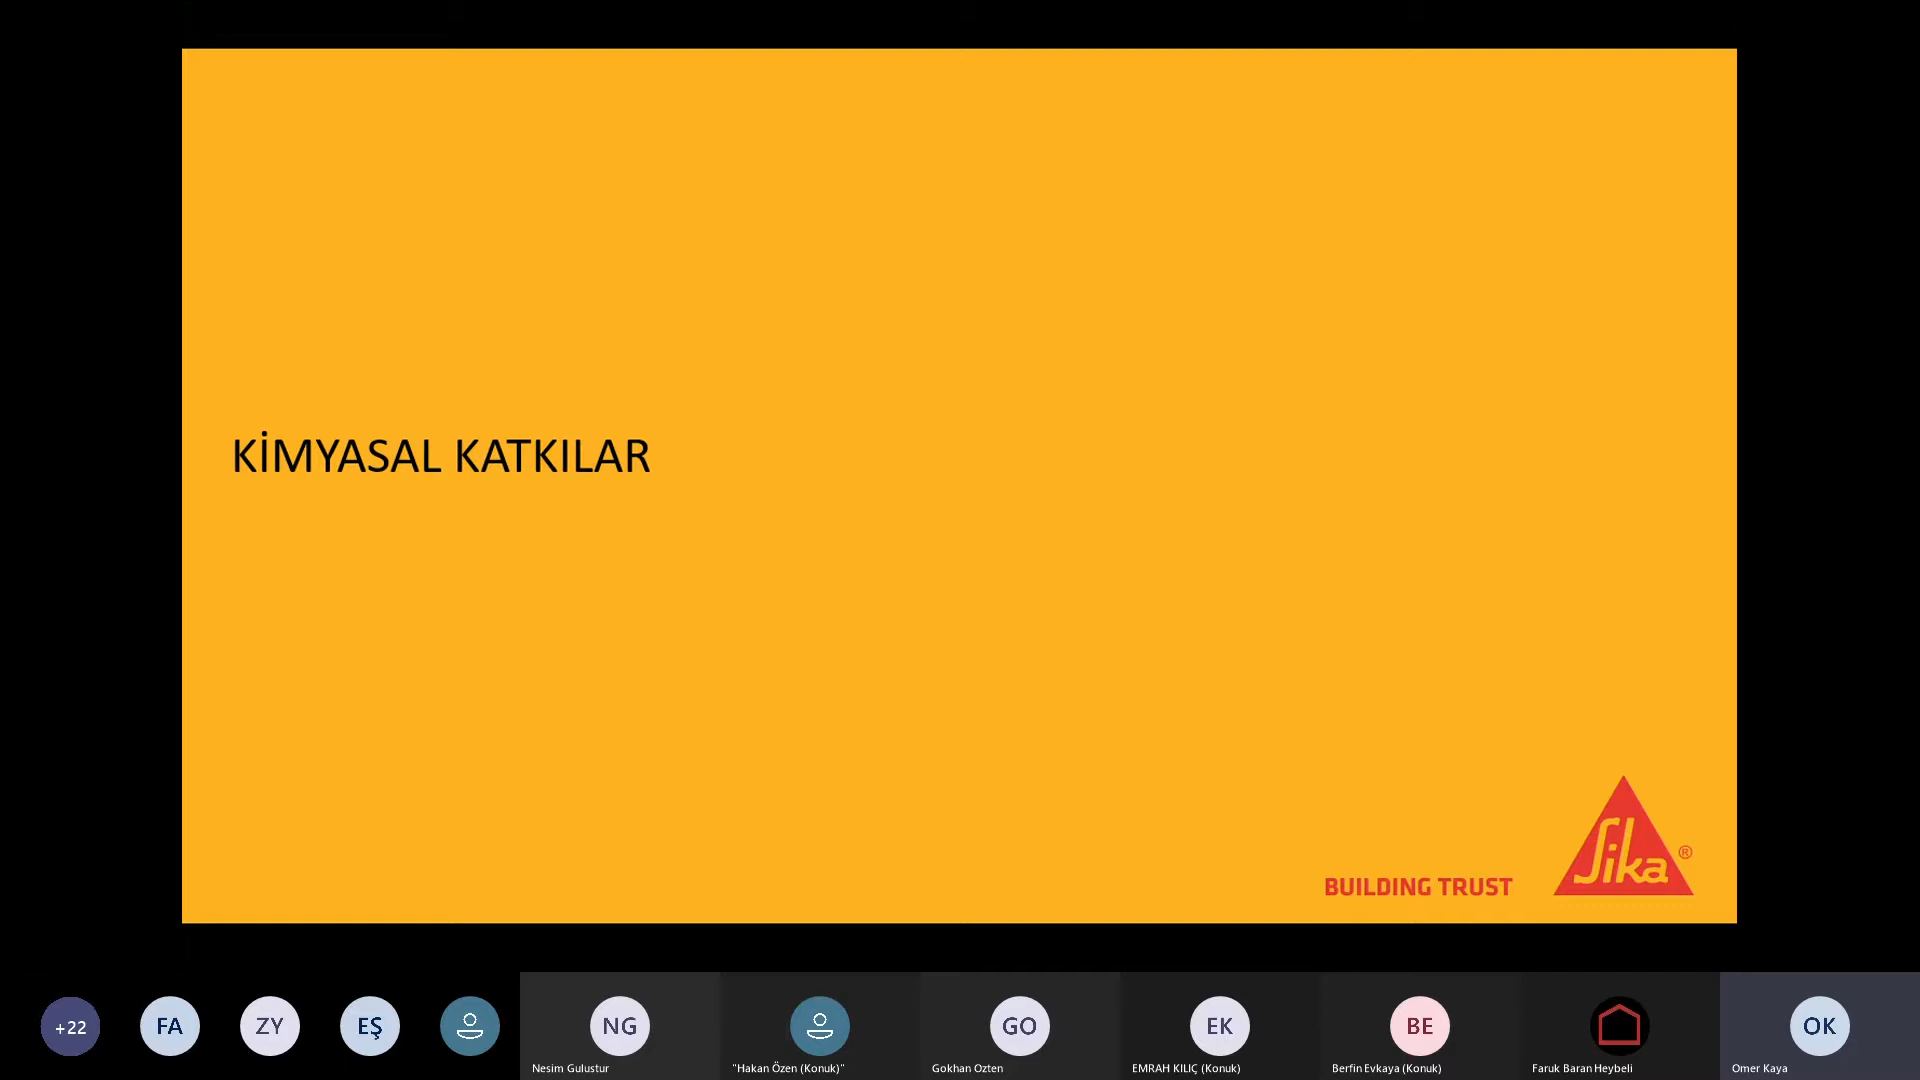 KİMYASAL KATKILAR
Sika®
BUILDING TRUST
+22
FA
ZY
EŞ
NG
GO
EK
BE
OK
Nesim Gulustur
"Hakan Özen (Konuk)"
Gokhan Ozten
EMRAH KILIÇ (Konuk)
Berfin Evkaya (Konuk)
Faruk Baran Heybeli
Omer Kaya